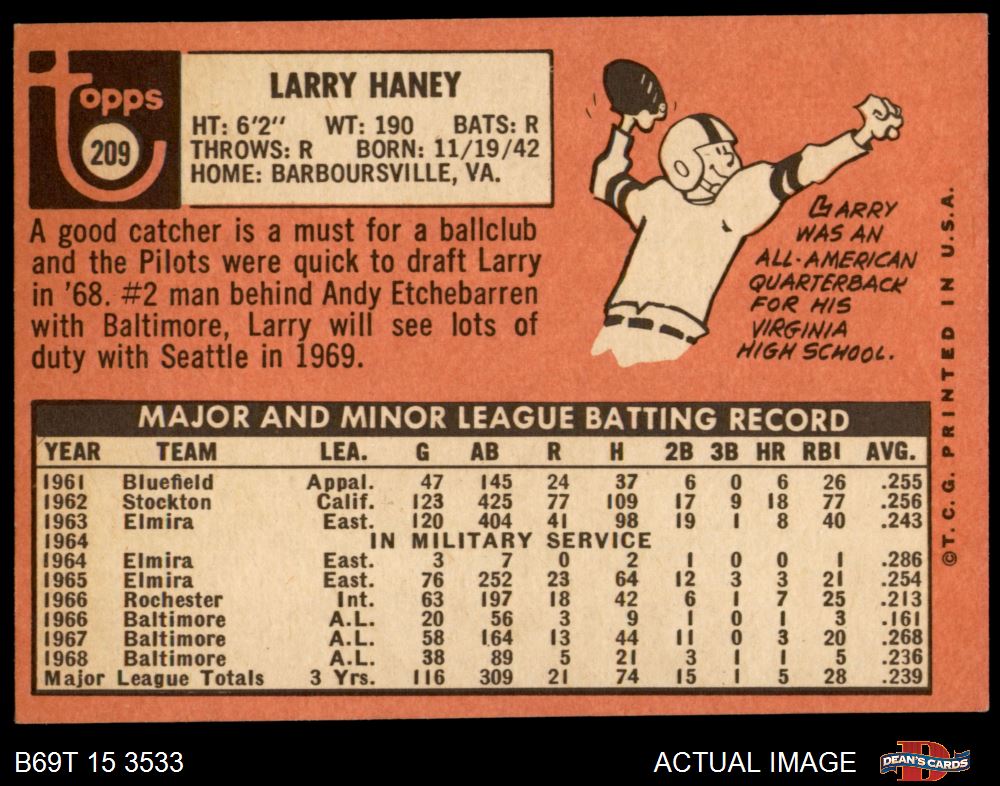 topps
209
LARRY HANEY
HT: 6'2" WT: 190 BATS: R
THROWS: R BORN: 11/19/42
HOME: BARBOURSVILLE, VA.
A good catcher is a must for a ballclub
and the Pilots were quick to draft Larry
in '68. #2 man behind Andy Etchebarren
with Baltimore, Larry will see lots of
duty with Seattle in 1969.
LARRY
WAS AN
ALL-AMERICAN
QUARTERBACK
FOR HIS
VIRGINIA
HIGH SCHOOL.
©T. C. G. PRINTED IN U.S.A.
MAJOR AND MINOR LEAGUE BATTING RECORD
YEAR TEAM LEA. G AB R H 2B 3B HR RBI AVG.
1961 Bluefield Appal. 47 145 24 37 6 0 6 26 .255
1962 Stockton Calif. 123 425 77 109 17 9 18 77 .256
1963 Elmira East. 120 404 41 98 19 1 8 40 .243
1964 IN MILITARY SERVICE
1964 Elmira East. 3 7 0 2 1 0 0 1 .286
1965 Elmira East. 76 252 23 64 12 3 3 21 .254
1966 Rochester Int. 63 197 18 42 6 1 7 25 .213
1966 Baltimore A.L. 20 56 3 9 1 0 1 3 .161
1967 Baltimore A.L. 58 164 13 44 11 0 3 20 .268
1968 Baltimore A.L. 38 89 5 21 3 1 1 5 .236
Major League Totals 3 Yrs. 116 309 21 74 15 1 5 28 .239
B69T 15 3533 ACTUAL IMAGE
D
DEAN'S CARDS